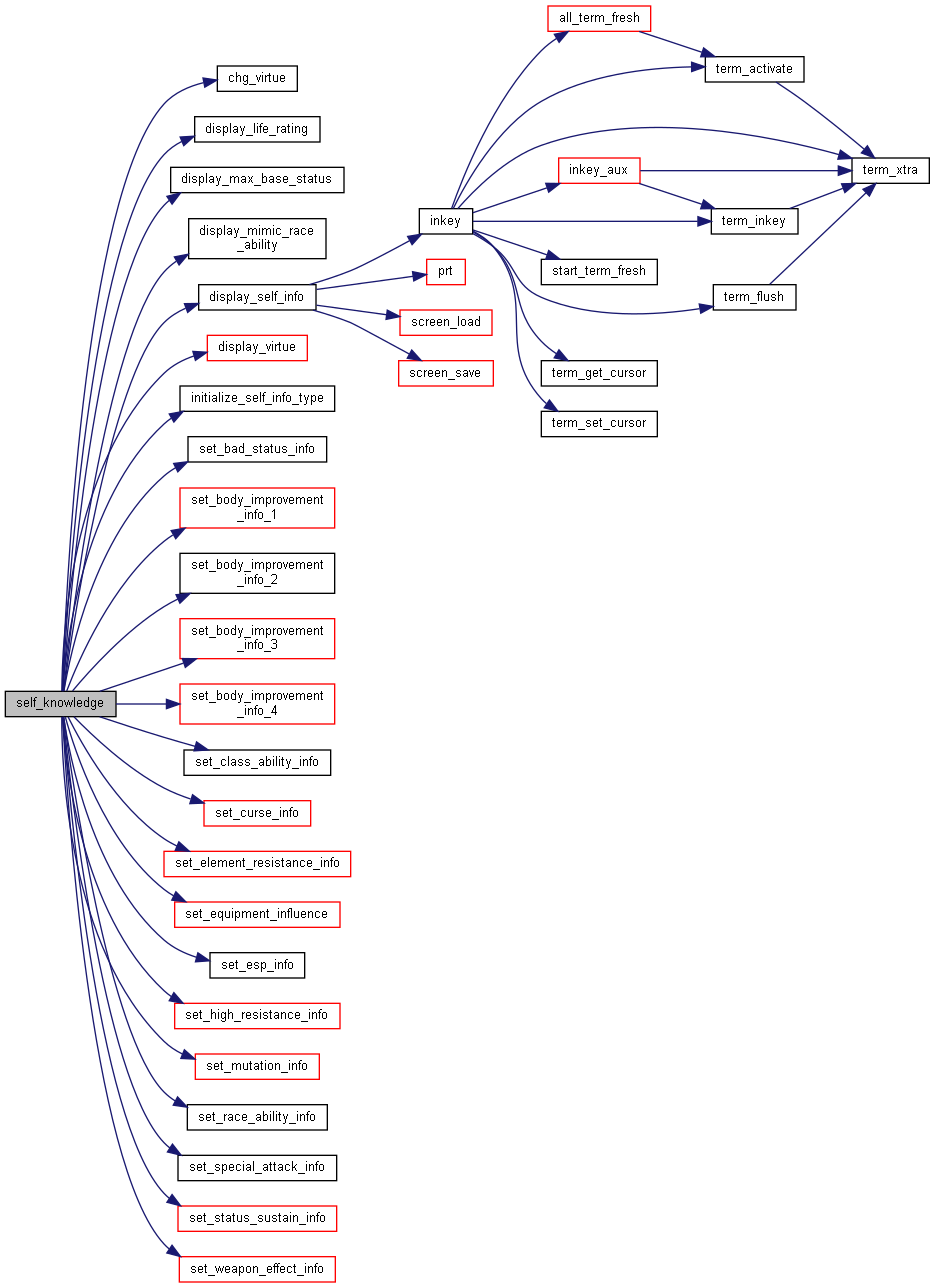 all_term_fresh
term_activate
chg_virtue
display_life_rating
inkey_aux
term_xtra
display_max_base_status
inkey
term_inkey
display_mimic_race
_ability
prt
start_term_fresh
display_self_info
term_flush
screen_load
display_virtue
screen_save
term_get_cursor
initialize_self_info_type
term_set_cursor
set_bad_status_info
set_body_improvement
_info_1
set_body_improvement
_info_2
set_body_improvement
_info_3
self_knowledge
set_body_improvement
_info_4
set_class_ability_info
set_curse_info
set_element_resistance_info
set_equipment_influence
set_esp_info
set_high_resistance_info
set_mutation_info
set_race_ability_info
set_special_attack_info
set_status_sustain_info
set_weapon_effect_info